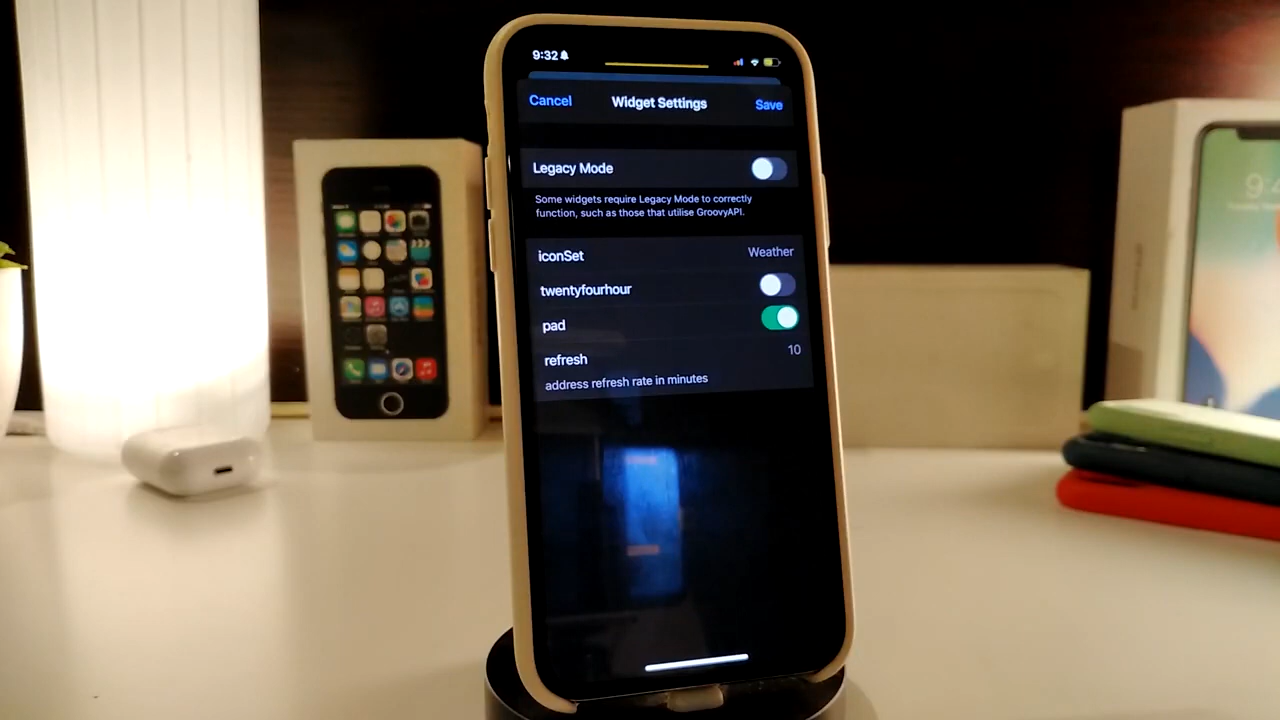 9:32
Cancel Widget Settings Save
Legacy Mode
Some widgets require Legacy Mode to correctly
function, such as those that utilise GroovyAPI.
iconSet Weather
twentyfourhour
pad
refresh 10
address refresh rate in minutes